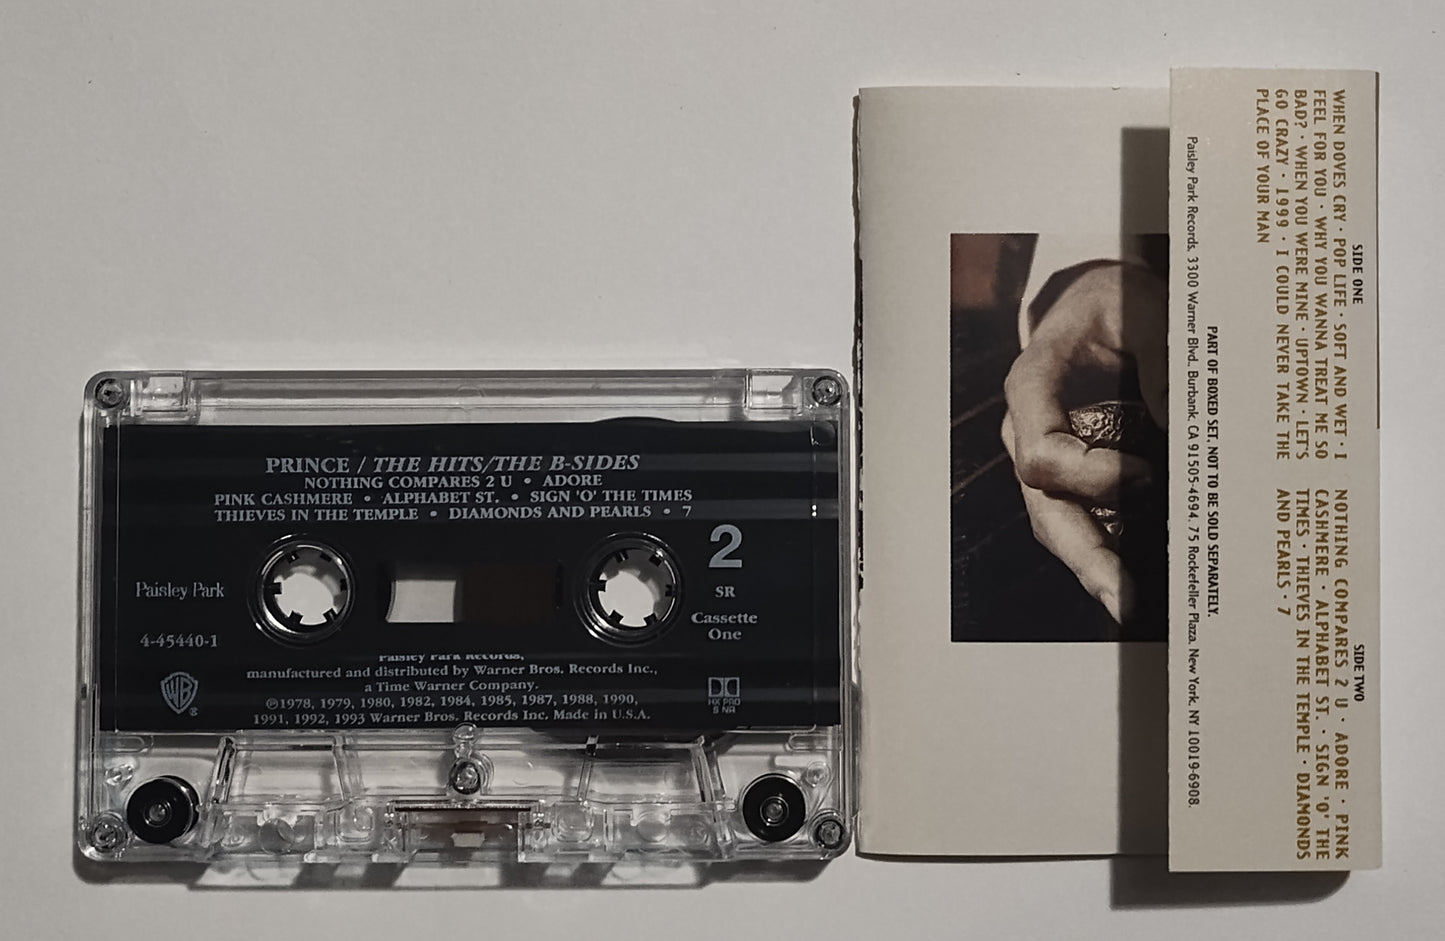 PRINCE / THE HITS/THE B-SIDES
NOTHING COMPARES 2 U • ADORE
PINK CASHMERE • ALPHABET ST. • SIGN 'O' THE TIMES
THIEVES IN THE TEMPLE • DIAMONDS AND PEARLS • 7
2
Paisley Park
SR
Cassette
One
4-45440-1
Paisley Park Records,
manufactured and distributed by Warner Bros. Records Inc.,
a Time Warner Company.
℗1978, 1979, 1980, 1982, 1984, 1985, 1987, 1988, 1990,
1991, 1992, 1993 Warner Bros. Records Inc. Made in U.S.A.
WB
®
HX PRO
B NR
SIDE ONE
WHEN DOVES CRY · POP LIFE · SOFT AND WET · I
FEEL FOR YOU · WHY YOU WANNA TREAT ME SO
BAD? · WHEN YOU WERE MINE · UPTOWN · LET'S
GO CRAZY · 1999 · I COULD NEVER TAKE THE
PLACE OF YOUR MAN
SIDE TWO
NOTHING COMPARES 2 U · ADORE · PINK
CASHMERE · ALPHABET ST. · SIGN 'O' THE
TIMES · THIEVES IN THE TEMPLE · DIAMONDS
AND PEARLS · 7
PART OF BOXED SET, NOT TO BE SOLD SEPARATELY.
Paisley Park Records, 3300 Warner Blvd., Burbank, CA 91505-4694. 75 Rockefeller Plaza, New York, NY 10019-6908.